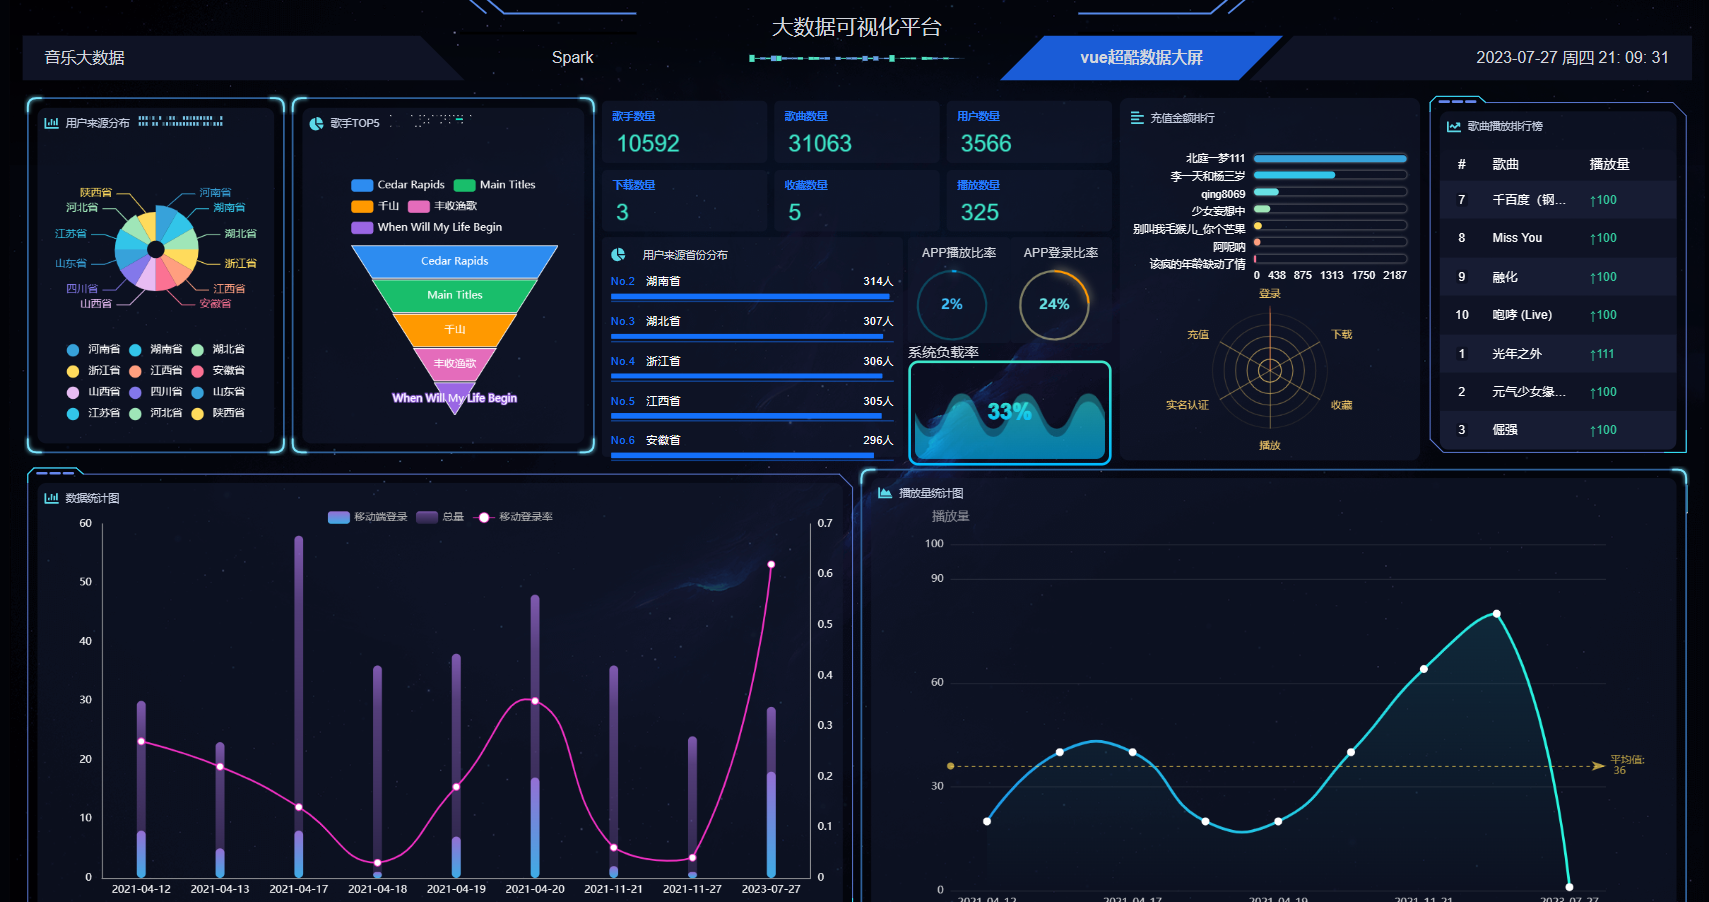 大数据可视化平台
音乐大数据
Spark
vue超酷数据大屏
2023-07-27 周四 21: 09: 31
用户来源分布
陕西省
河南省
河北省
湖南省
江苏省
湖北省
山东省
浙江省
四川省
江西省
山西省
安徽省
河南省 湖南省 湖北省
浙江省 江西省 安徽省
山西省 四川省 山东省
江苏省 河北省 陕西省
歌手TOP5
Cedar Rapids Main Titles
千山 丰收渔歌
When Will My Life Begin
Cedar Rapids
Main Titles
千山
丰收渔歌
When Will My Life Begin
歌手数量
10592
歌曲数量
31063
用户数量
3566
下载数量
3
收藏数量
5
播放数量
325
用户来源省份分布
No.2 湖南省 314人
No.3 湖北省 307人
No.4 浙江省 306人
No.5 江西省 305人
No.6 安徽省 296人
APP播放比率
2%
APP登录比率
24%
系统负载率
33%
充值金额排行
北庭一梦111
李一天和杨三岁
qing8069
少女妄想中
别叫我毛猴儿_你个芒果
阿呢呐
该疯的年龄缺动了情
0 438 875 1313 1750 2187
登录
充值
下载
实名认证
收藏
播放
歌曲播放排行榜
# 歌曲 播放量
7 千百度（钢... ↑100
8 Miss You ↑100
9 融化 ↑100
10 咆哮 (Live) ↑100
1 光年之外 ↑111
2 元气少女缘... ↑100
3 倔强 ↑100
数据统计图
移动端登录 总量 移动登录率
60
50
40
30
20
10
0
0.7
0.6
0.5
0.4
0.3
0.2
0.1
0
2021-04-12 2021-04-13 2021-04-17 2021-04-18 2021-04-19 2021-04-20 2021-11-21 2021-11-27 2023-07-27
播放量统计图
播放量
100
90
60
30
0
平均值:
36
2021-04-12 2021-04-17 2021-04-19 2021-11-21 2023-07-27